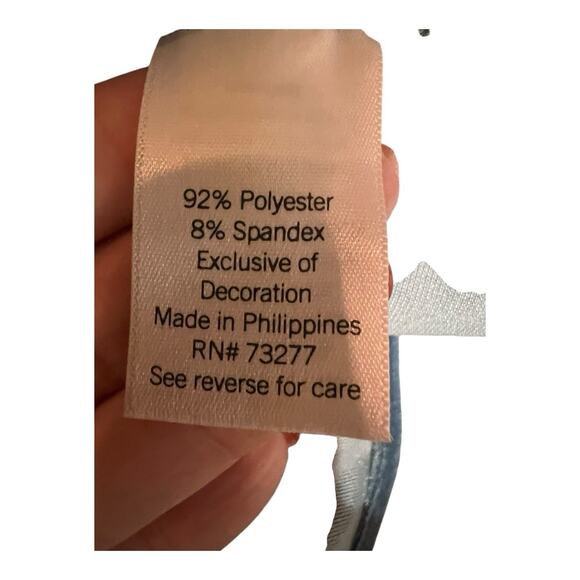 92% Polyester
8% Spandex
Exclusive of
Decoration
Made in Philippines
RN# 73277
See reverse for care